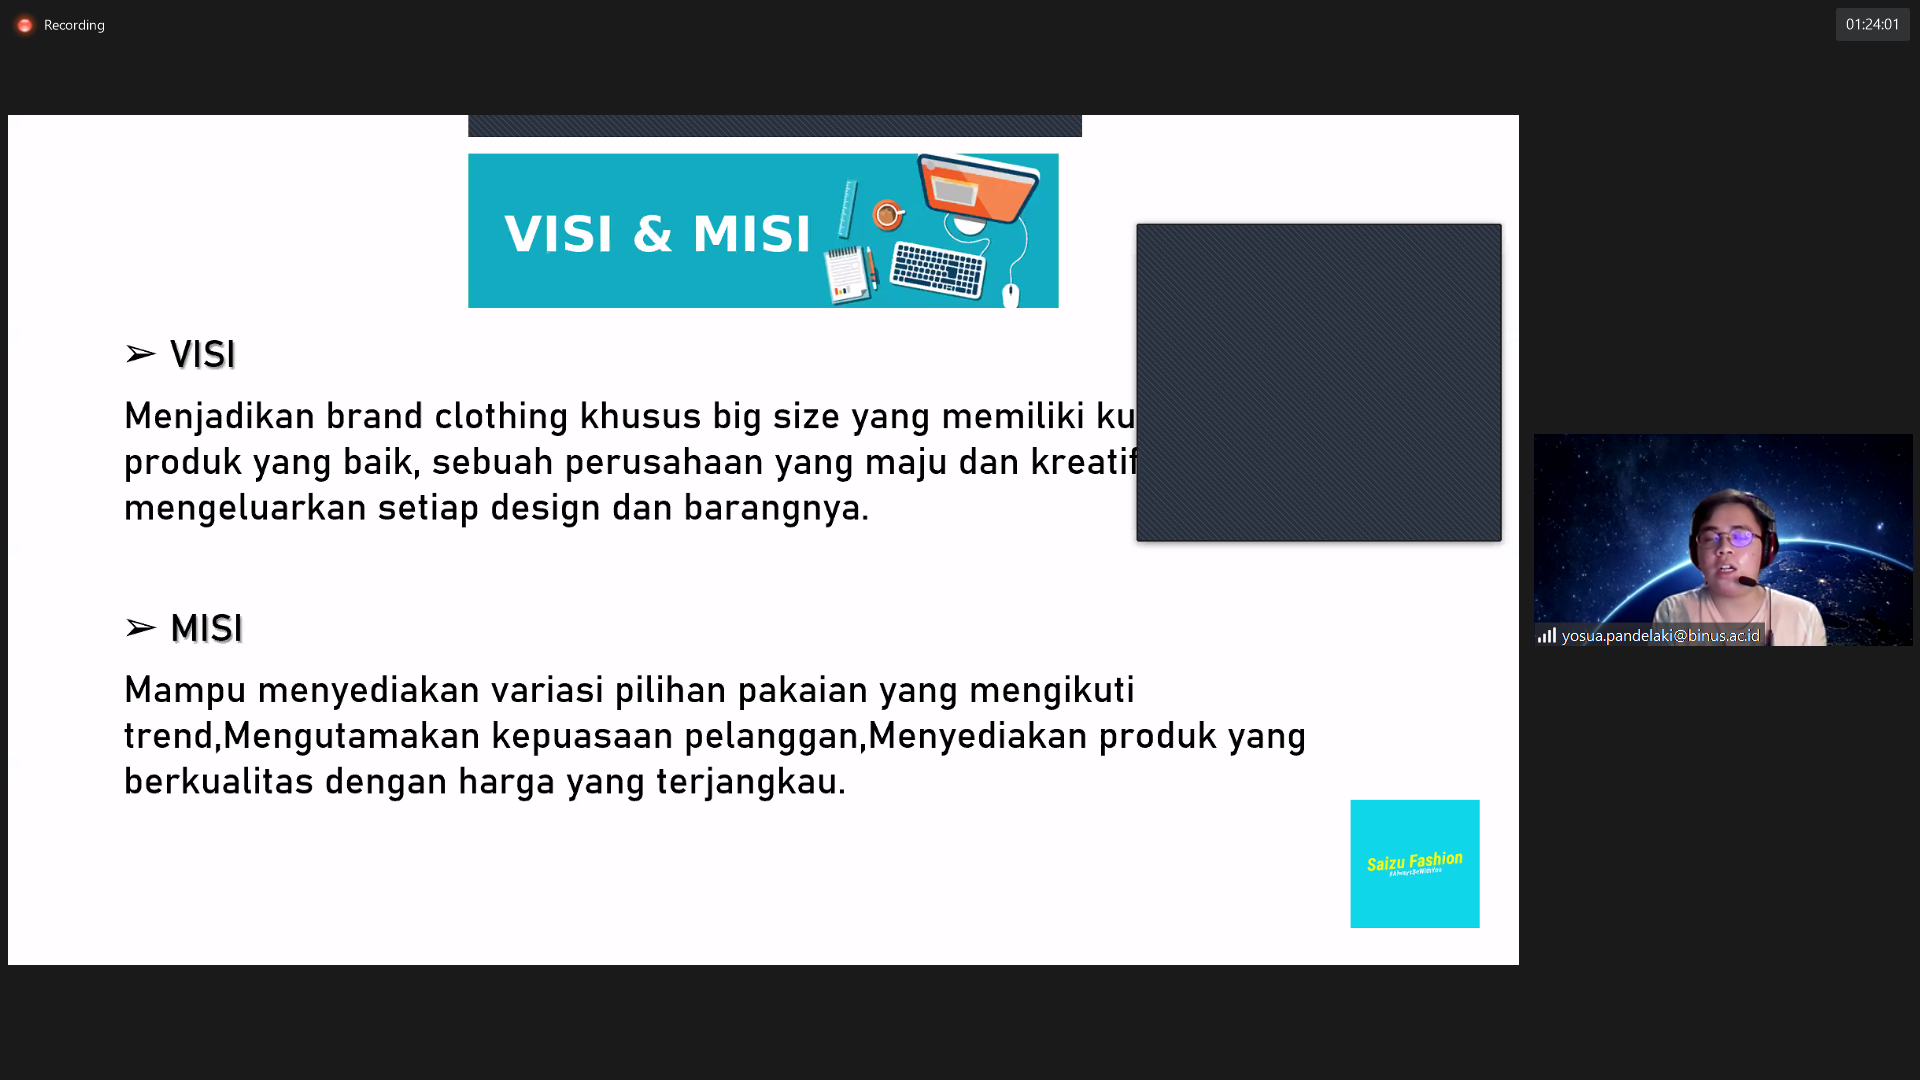 Recording
01:24:01
VISI & MISI
➢ VISI
Menjadikan brand clothing khusus big size yang memiliki
produk yang baik, sebuah perusahaan yang maju dan kreatif
mengeluarkan setiap design dan barangnya.
➢ MISI
Mampu menyediakan variasi pilihan pakaian yang mengikuti
trend,Mengutamakan kepuasaan pelanggan,Menyediakan produk yang
berkualitas dengan harga yang terjangkau.
yosua.pandelaki@binus.ac.id
Saizu Fashion
#AlwaysBeWithYou